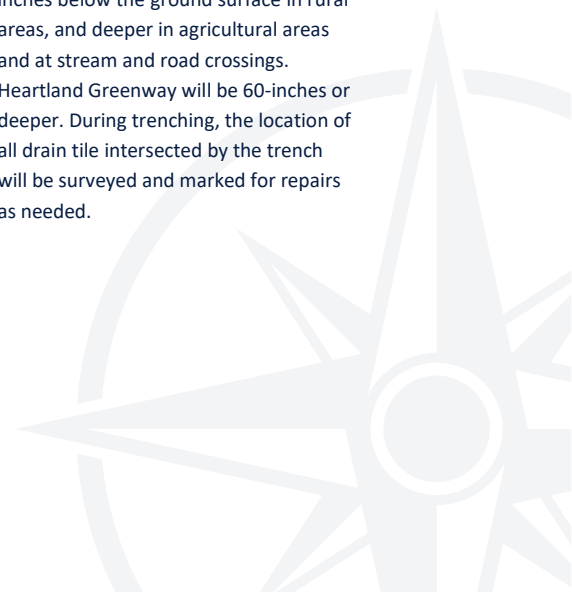 inches below the ground surface in rural
areas, and deeper in agricultural areas
and at stream and road crossings.
Heartland Greenway will be 60-inches or
deeper. During trenching, the location of
all drain tile intersected by the trench
will be surveyed and marked for repairs
as needed.